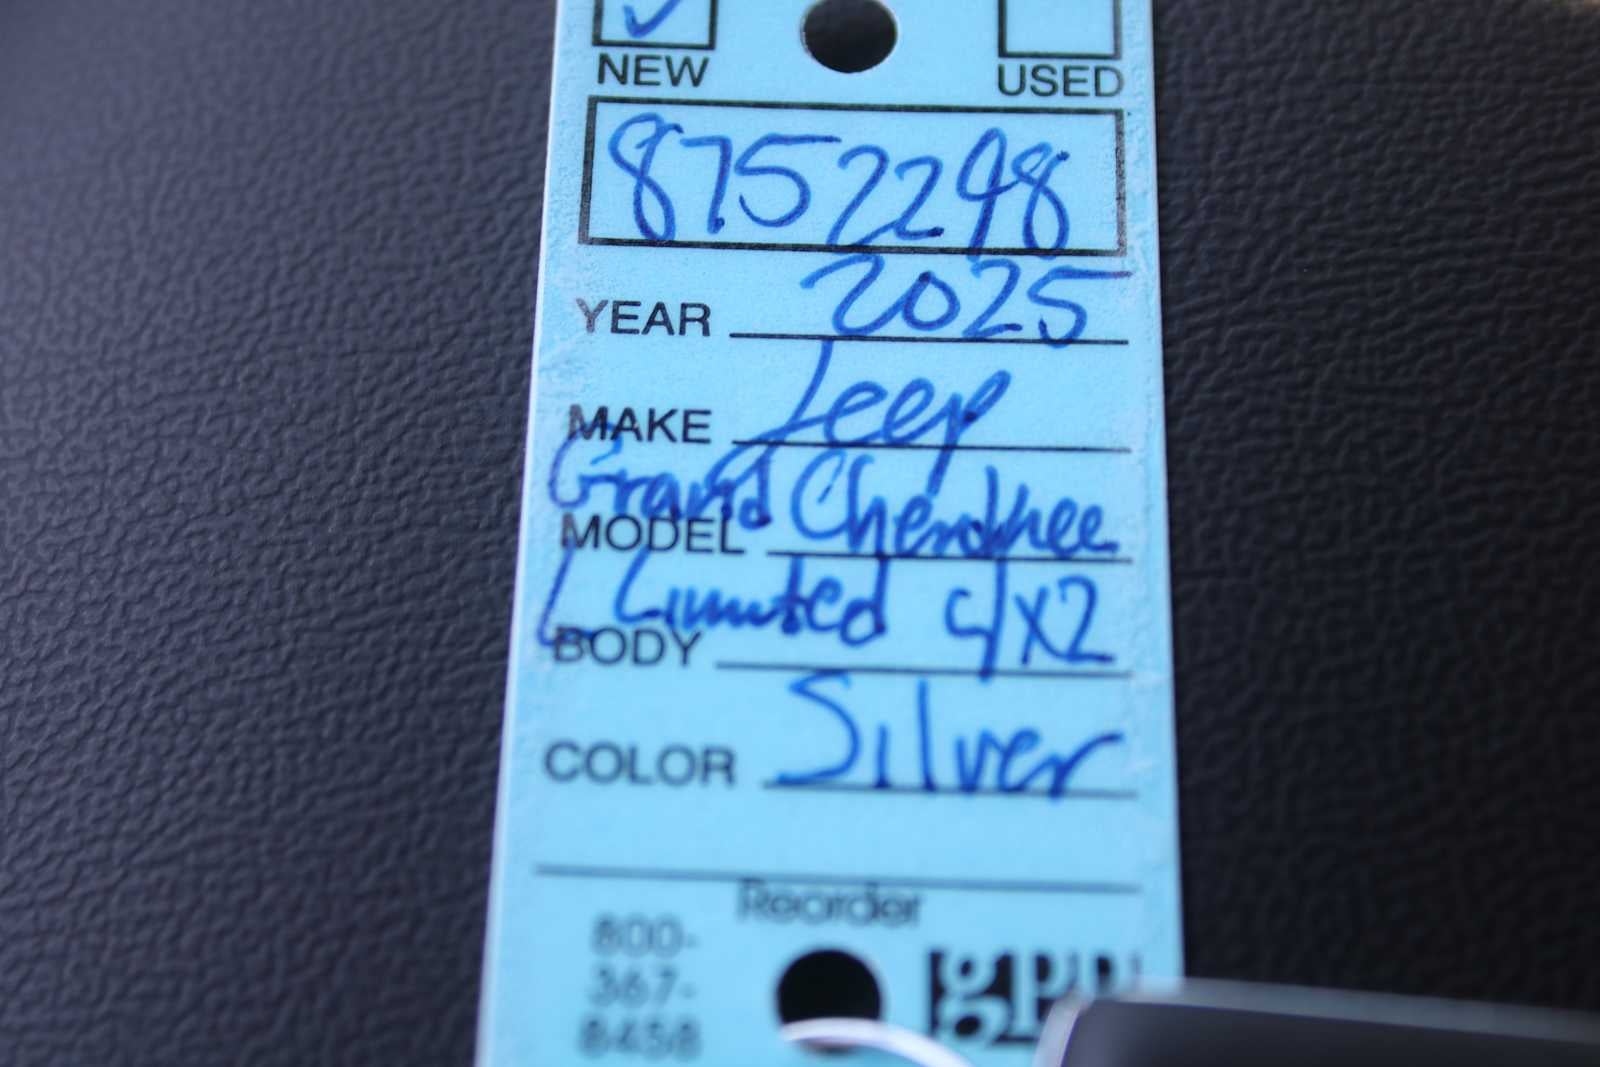 NEW USED
8752298
YEAR 2025
MAKE Jeep
MODEL Grand Cherokee
BODY L Limited 4X2
COLOR Silver
Reorder
800-
367-
8458